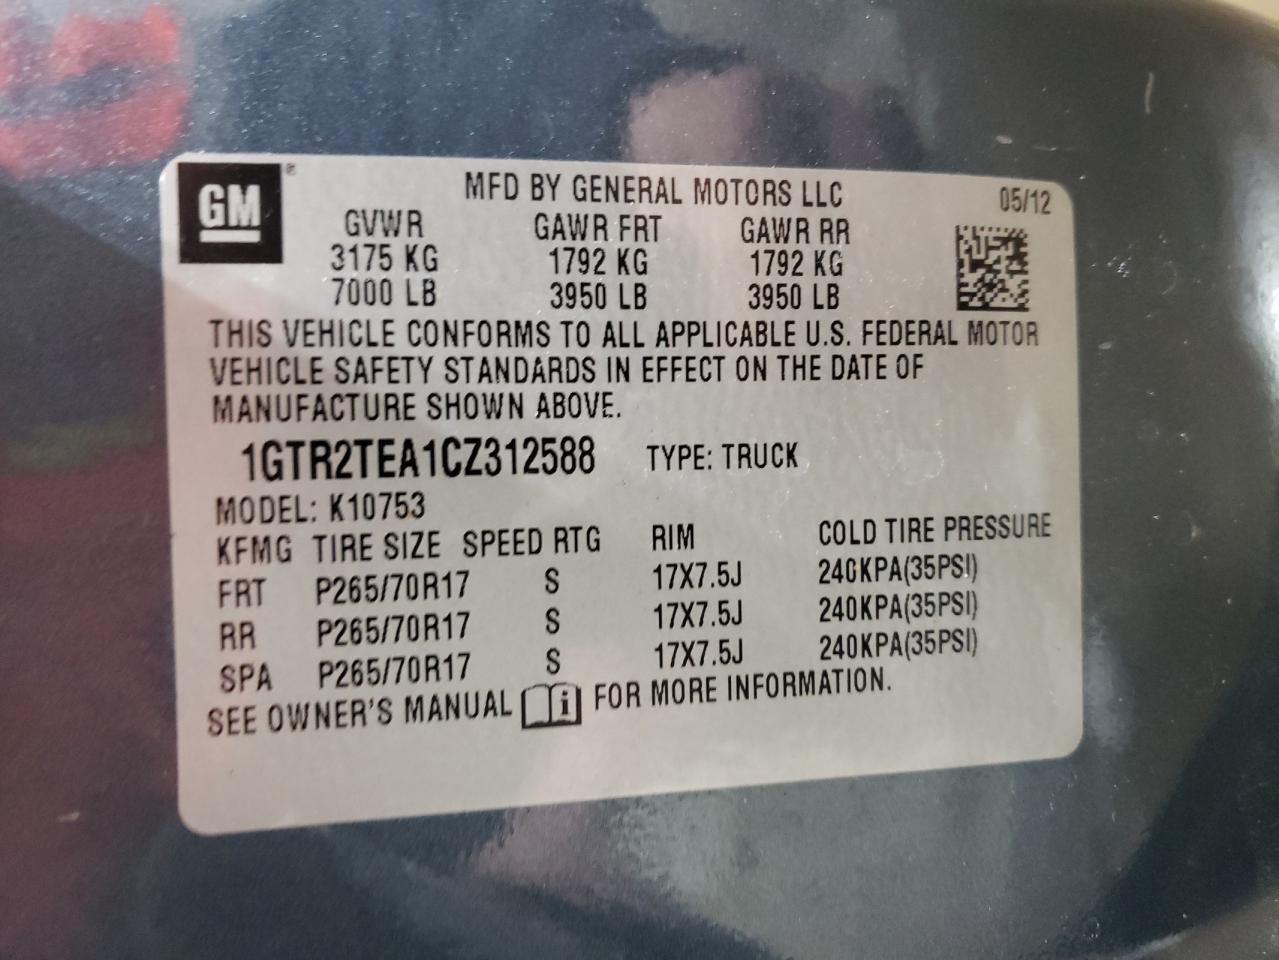 GM ®
MFD BY GENERAL MOTORS LLC 05/12
GVWR GAWR FRT GAWR RR
3175 KG 1792 KG 1792 KG
7000 LB 3950 LB 3950 LB
THIS VEHICLE CONFORMS TO ALL APPLICABLE U.S. FEDERAL MOTOR
VEHICLE SAFETY STANDARDS IN EFFECT ON THE DATE OF
MANUFACTURE SHOWN ABOVE.
1GTR2TEA1CZ312588 TYPE: TRUCK
MODEL: K10753
KFMG TIRE SIZE SPEED RTG RIM COLD TIRE PRESSURE
FRT P265/70R17 S 17X7.5J 240KPA(35PSI)
RR P265/70R17 S 17X7.5J 240KPA(35PSI)
SPA P265/70R17 S 17X7.5J 240KPA(35PSI)
SEE OWNER'S MANUAL i FOR MORE INFORMATION.